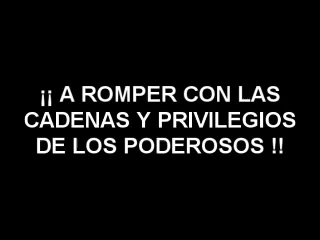 ¡¡ A ROMPER CON LAS
CADENAS Y PRIVILEGIOS
DE LOS PODEROSOS !!